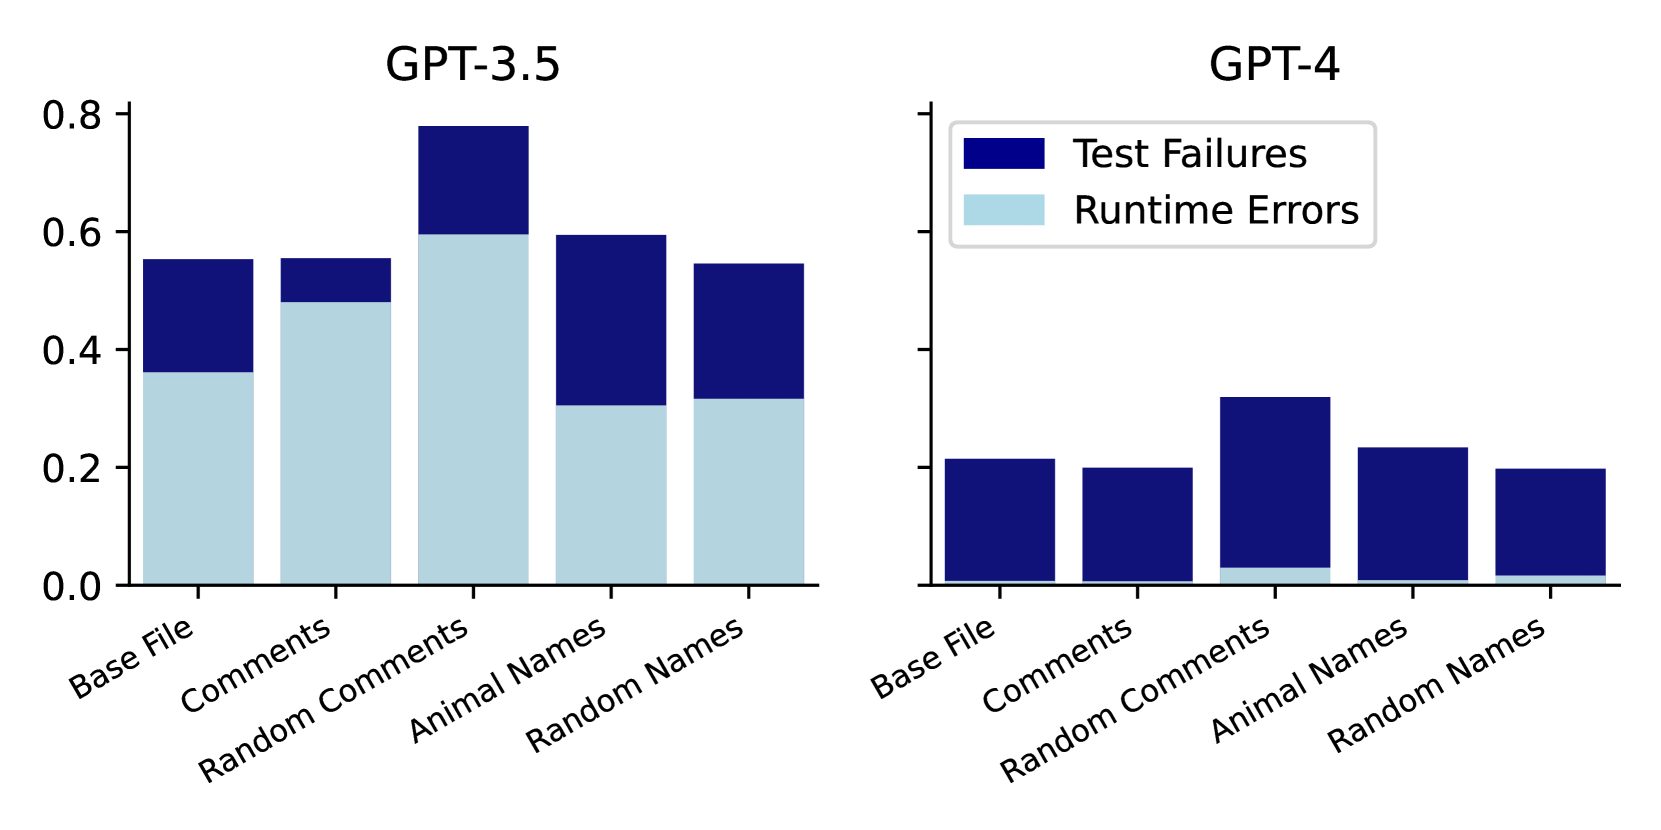 GPT-3.5
0.8
0.6
0.4
0.2
0.0
Base File
Comments
Random Comments
Animal Names
Random Names
GPT-4
Test Failures
Runtime Errors
Base File
Comments
Random Comments
Animal Names
Random Names